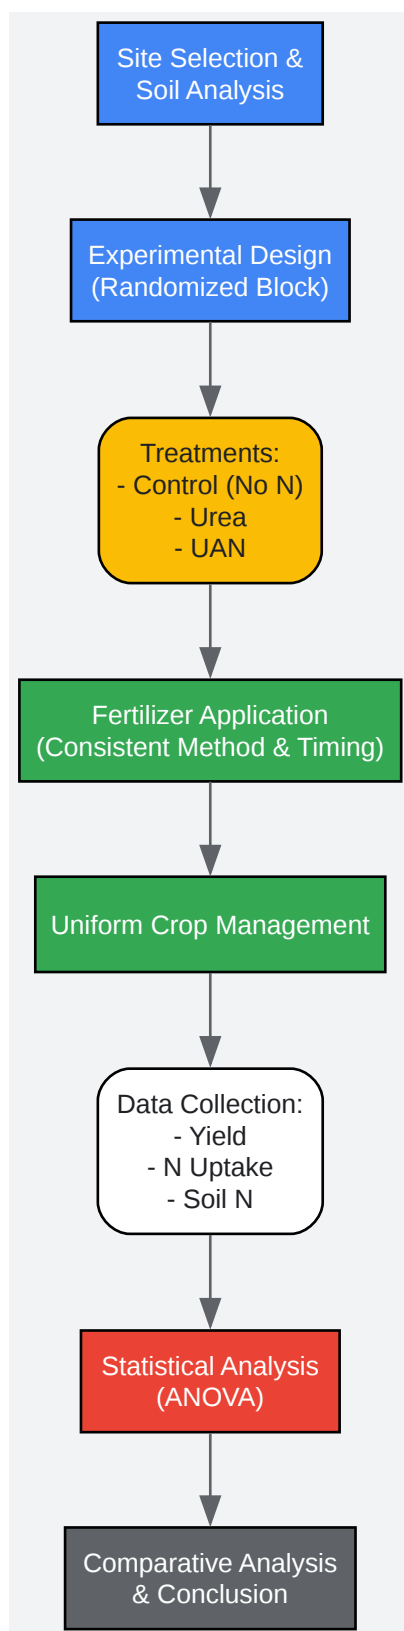 Site Selection &
Soil Analysis
Experimental Design
(Randomized Block)
Treatments:
- Control (No N)
- Urea
- UAN
Fertilizer Application
(Consistent Method & Timing)
Uniform Crop Management
Data Collection:
- Yield
- N Uptake
- Soil N
Statistical Analysis
(ANOVA)
Comparative Analysis
& Conclusion